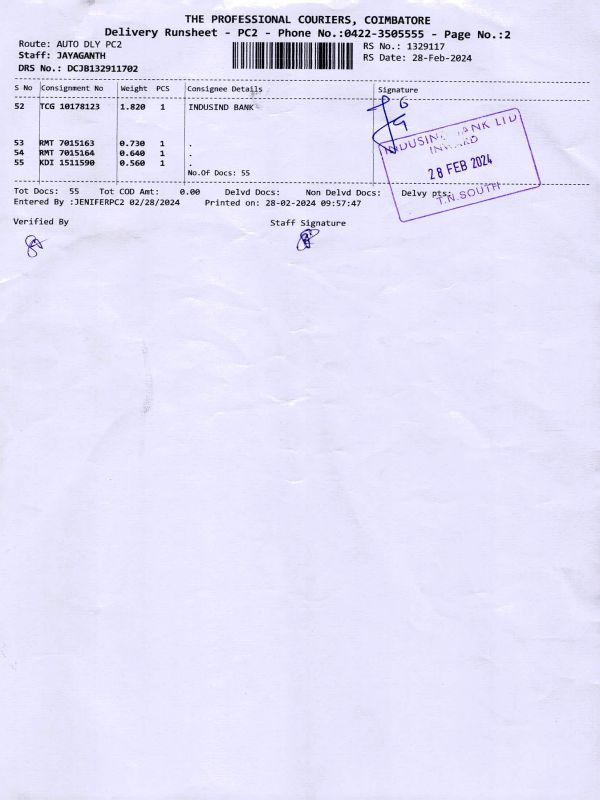 THE PROFESSIONAL COURIERS, COIMBATORE
Delivery Runsheet - PC2 - Phone No.:0422-3505555 - Page No.:2
Route: AUTO DLY PC2 RS No.: 1329117
Staff: JAYAGANTH RS Date: 28-Feb-2024
DRS No.: DCJB132911702
S No Consignment No Weight PCS Consignee Details Signature
52 TCG 10178123 1.820 1 INDUSIND BANK
53 RMT 7015163 0.730 1 .
54 RMT 7015164 0.640 1 .
55 KDI 1511590 0.560 1 .
No.Of Docs: 55
INDUSIND BANK LTD
INWARD
28 FEB 2024
T.N.SOUTH
Tot Docs: 55 Tot COD Amt: 0.00 Delvd Docs: Non Delvd Docs: Delvy pts:
Entered By :JENIFERPC2 02/28/2024 Printed on: 28-02-2024 09:57:47
Verified By Staff Signature